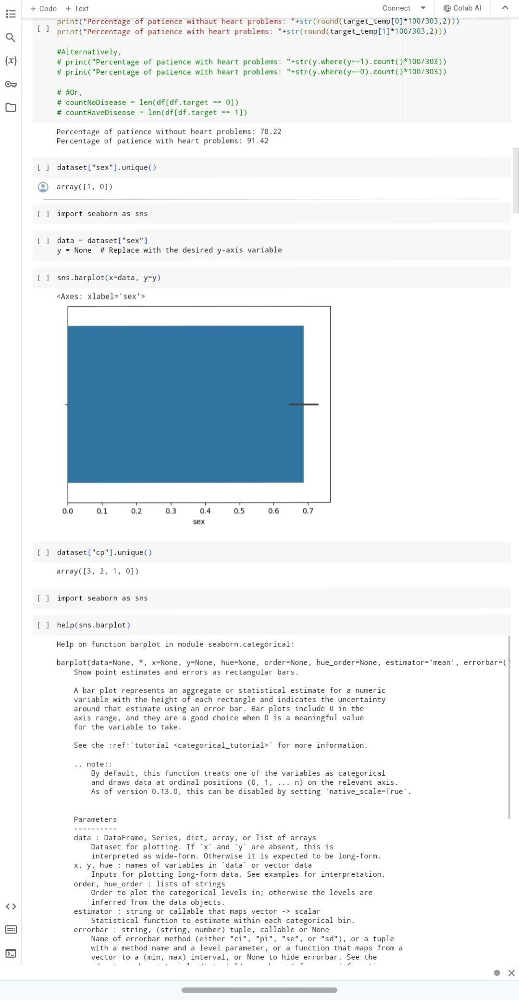 + Code + Text Connect Colab AI
[ ] print("Percentage of patience without heart problems: "+str(round(target_temp[0]*100/303,2)))
print("Percentage of patience with heart problems: "+str(round(target_temp[1]*100/303,2)))
#Alternatively,
# print("Percentage of patience with heart problems: "+str(y.where(y==1).count()*100/303))
# print("Percentage of patience with heart problems: "+str(y.where(y==0).count()*100/303))
# #Or,
# countNoDisease = len(df[df.target == 0])
# countHaveDisease = len(df[df.target == 1])
Percentage of patience without heart problems: 78.22
Percentage of patience with heart problems: 91.42
[ ] dataset["sex"].unique()
array([1, 0])
[ ] import seaborn as sns
[ ] data = dataset["sex"]
y = None # Replace with the desired y-axis variable
[ ] sns.barplot(x=data, y=y)
<Axes: xlabel='sex'>
0.0 0.1 0.2 0.3 0.4 0.5 0.6 0.7
sex
[ ] dataset["cp"].unique()
array([3, 2, 1, 0])
[ ] import seaborn as sns
[ ] help(sns.barplot)
Help on function barplot in module seaborn.categorical:
barplot(data=None, *, x=None, y=None, hue=None, order=None, hue_order=None, estimator='mean', errorbar=('
Show point estimates and errors as rectangular bars.
A bar plot represents an aggregate or statistical estimate for a numeric
variable with the height of each rectangle and indicates the uncertainty
around that estimate using an error bar. Bar plots include 0 in the
axis range, and they are a good choice when 0 is a meaningful value
for the variable to take.
See the :ref:`tutorial <categorical_tutorial>` for more information.
.. note::
By default, this function treats one of the variables as categorical
and draws data at ordinal positions (0, 1, ... n) on the relevant axis.
As of version 0.13.0, this can be disabled by setting `native_scale=True`.
Parameters
----------
data : DataFrame, Series, dict, array, or list of arrays
Dataset for plotting. If `x` and `y` are absent, this is
interpreted as wide-form. Otherwise it is expected to be long-form.
x, y, hue : names of variables in `data` or vector data
Inputs for plotting long-form data. See examples for interpretation.
order, hue_order : lists of strings
Order to plot the categorical levels in; otherwise the levels are
inferred from the data objects.
estimator : string or callable that maps vector -> scalar
Statistical function to estimate within each categorical bin.
errorbar : string, (string, number) tuple, callable or None
Name of errorbar method (either "ci", "pi", "se", or "sd"), or a tuple
with a method name and a level parameter, or a function that maps from a
vector to a (min, max) interval, or None to hide errorbar. See the